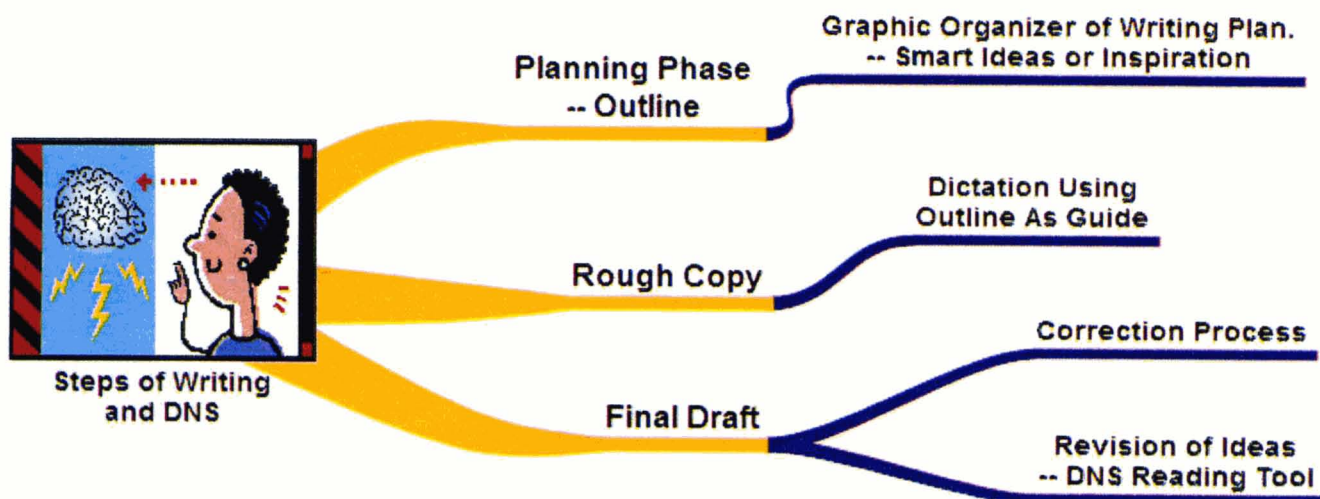 Graphic Organizer of Writing Plan.
-- Smart Ideas or Inspiration
Planning Phase
-- Outline
Dictation Using
Outline As Guide
Rough Copy
Correction Process
Steps of Writing
and DNS
Final Draft
Revision of Ideas
-- DNS Reading Tool